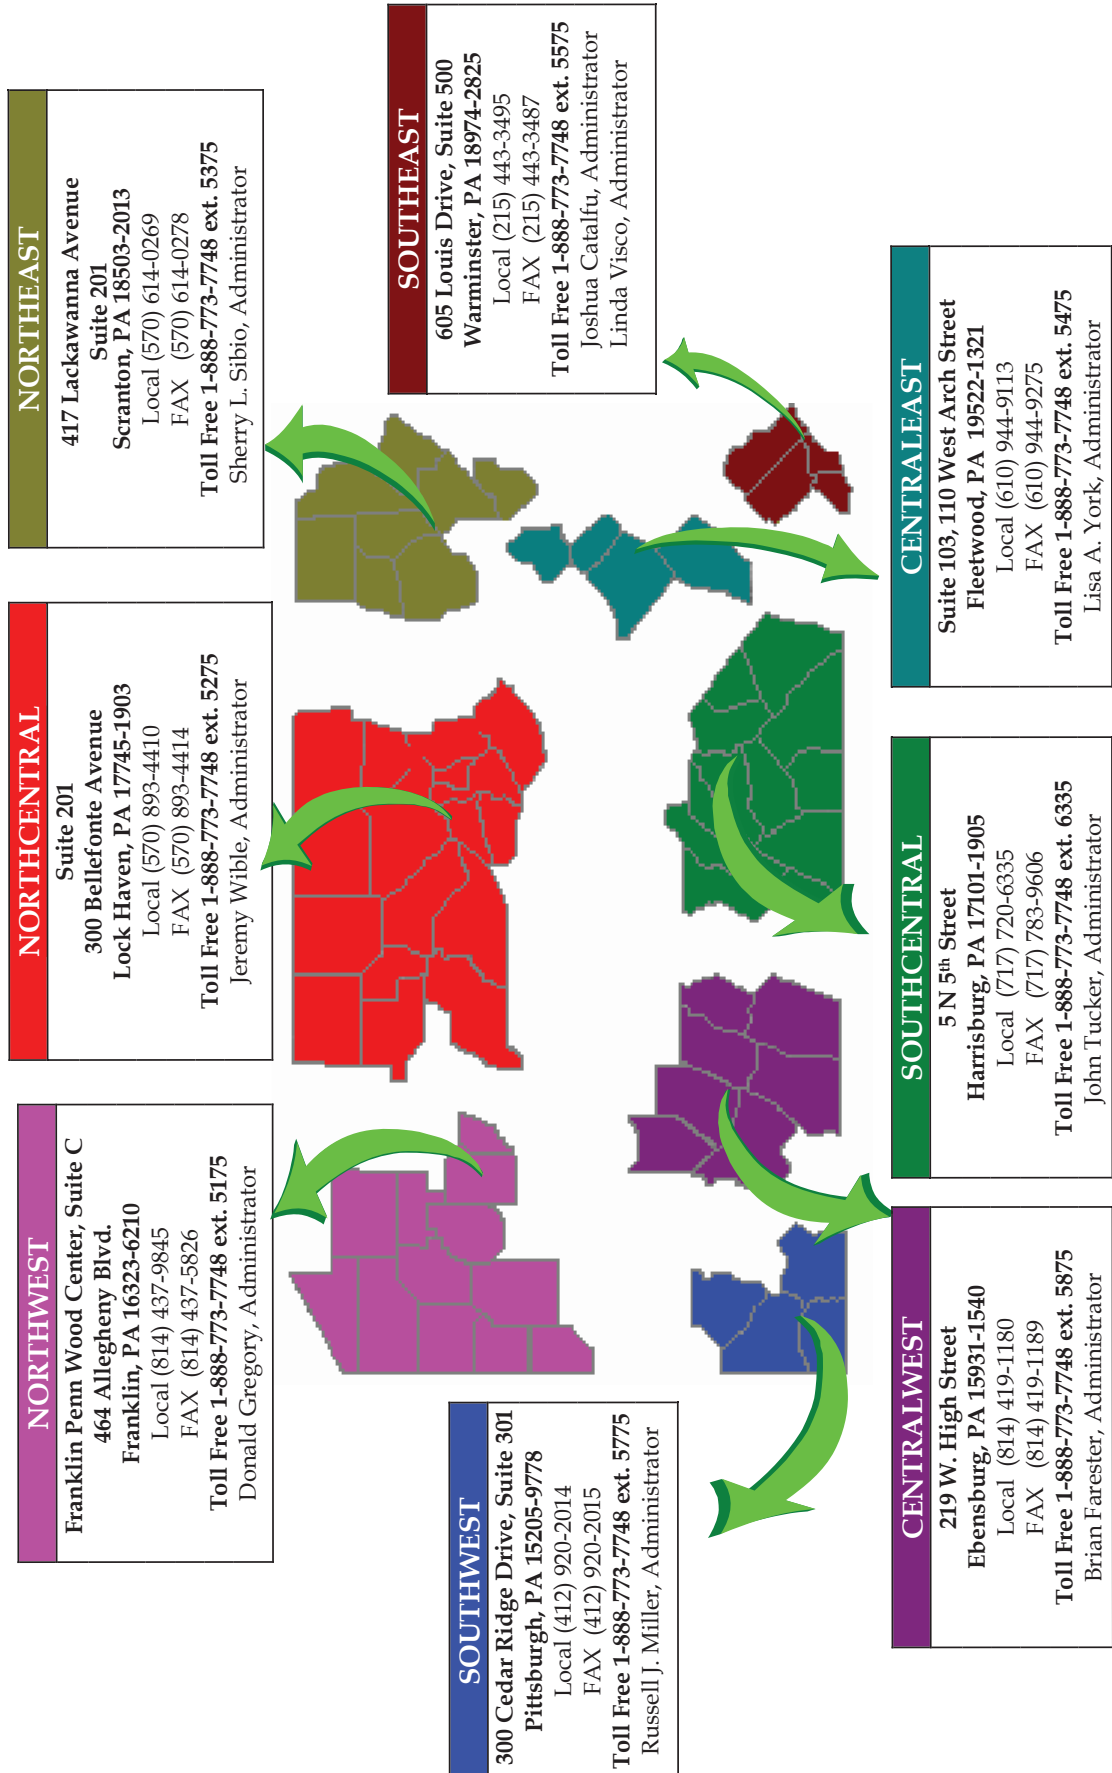 NORTHWEST
Franklin Penn Wood Center, Suite C
464 Allegheny Blvd.
Franklin, PA 16323-6210
Local (814) 437-9845
FAX (814) 437-5826
Toll Free 1-888-773-7748 ext. 5175
Donald Gregory, Administrator
NORTHCENTRAL
Suite 201
300 Bellefonte Avenue
Lock Haven, PA 17745-1903
Local (570) 893-4410
FAX (570) 893-4414
Toll Free 1-888-773-7748 ext. 5275
Jeremy Wible, Administrator
NORTHEAST
417 Lackawanna Avenue
Suite 201
Scranton, PA 18503-2013
Local (570) 614-0269
FAX (570) 614-0278
Toll Free 1-888-773-7748 ext. 5375
Sherry L. Sibio, Administrator
SOUTHWEST
300 Cedar Ridge Drive, Suite 301
Pittsburgh, PA 15205-9778
Local (412) 920-2014
FAX (412) 920-2015
Toll Free 1-888-773-7748 ext. 5775
Russell J. Miller, Administrator
SOUTHEAST
605 Louis Drive, Suite 500
Warminster, PA 18974-2825
Local (215) 443-3495
FAX (215) 443-3487
Toll Free 1-888-773-7748 ext. 5575
Joshua Catalfu, Administrator
Linda Visco, Administrator
CENTRALWEST
219 W. High Street
Ebensburg, PA 15931-1540
Local (814) 419-1180
FAX (814) 419-1189
Toll Free 1-888-773-7748 ext. 5875
Brian Farester, Administrator
SOUTHCENTRAL
5 N 5th Street
Harrisburg, PA 17101-1905
Local (717) 720-6335
FAX (717) 783-9606
Toll Free 1-888-773-7748 ext. 6335
John Tucker, Administrator
CENTRALEAST
Suite 103, 110 West Arch Street
Fleetwood, PA 19522-1321
Local (610) 944-9113
FAX (610) 944-9275
Toll Free 1-888-773-7748 ext. 5475
Lisa A. York, Administrator